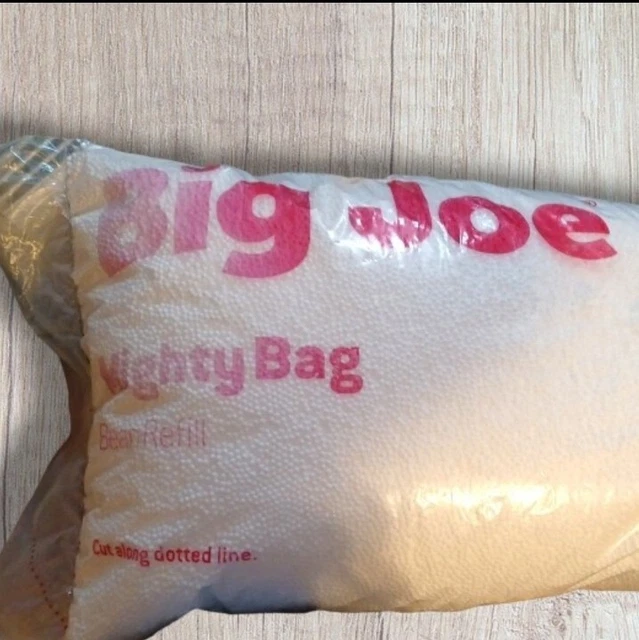 Big Joe
Mighty Bag
Bean Refill
Cut along dotted line.